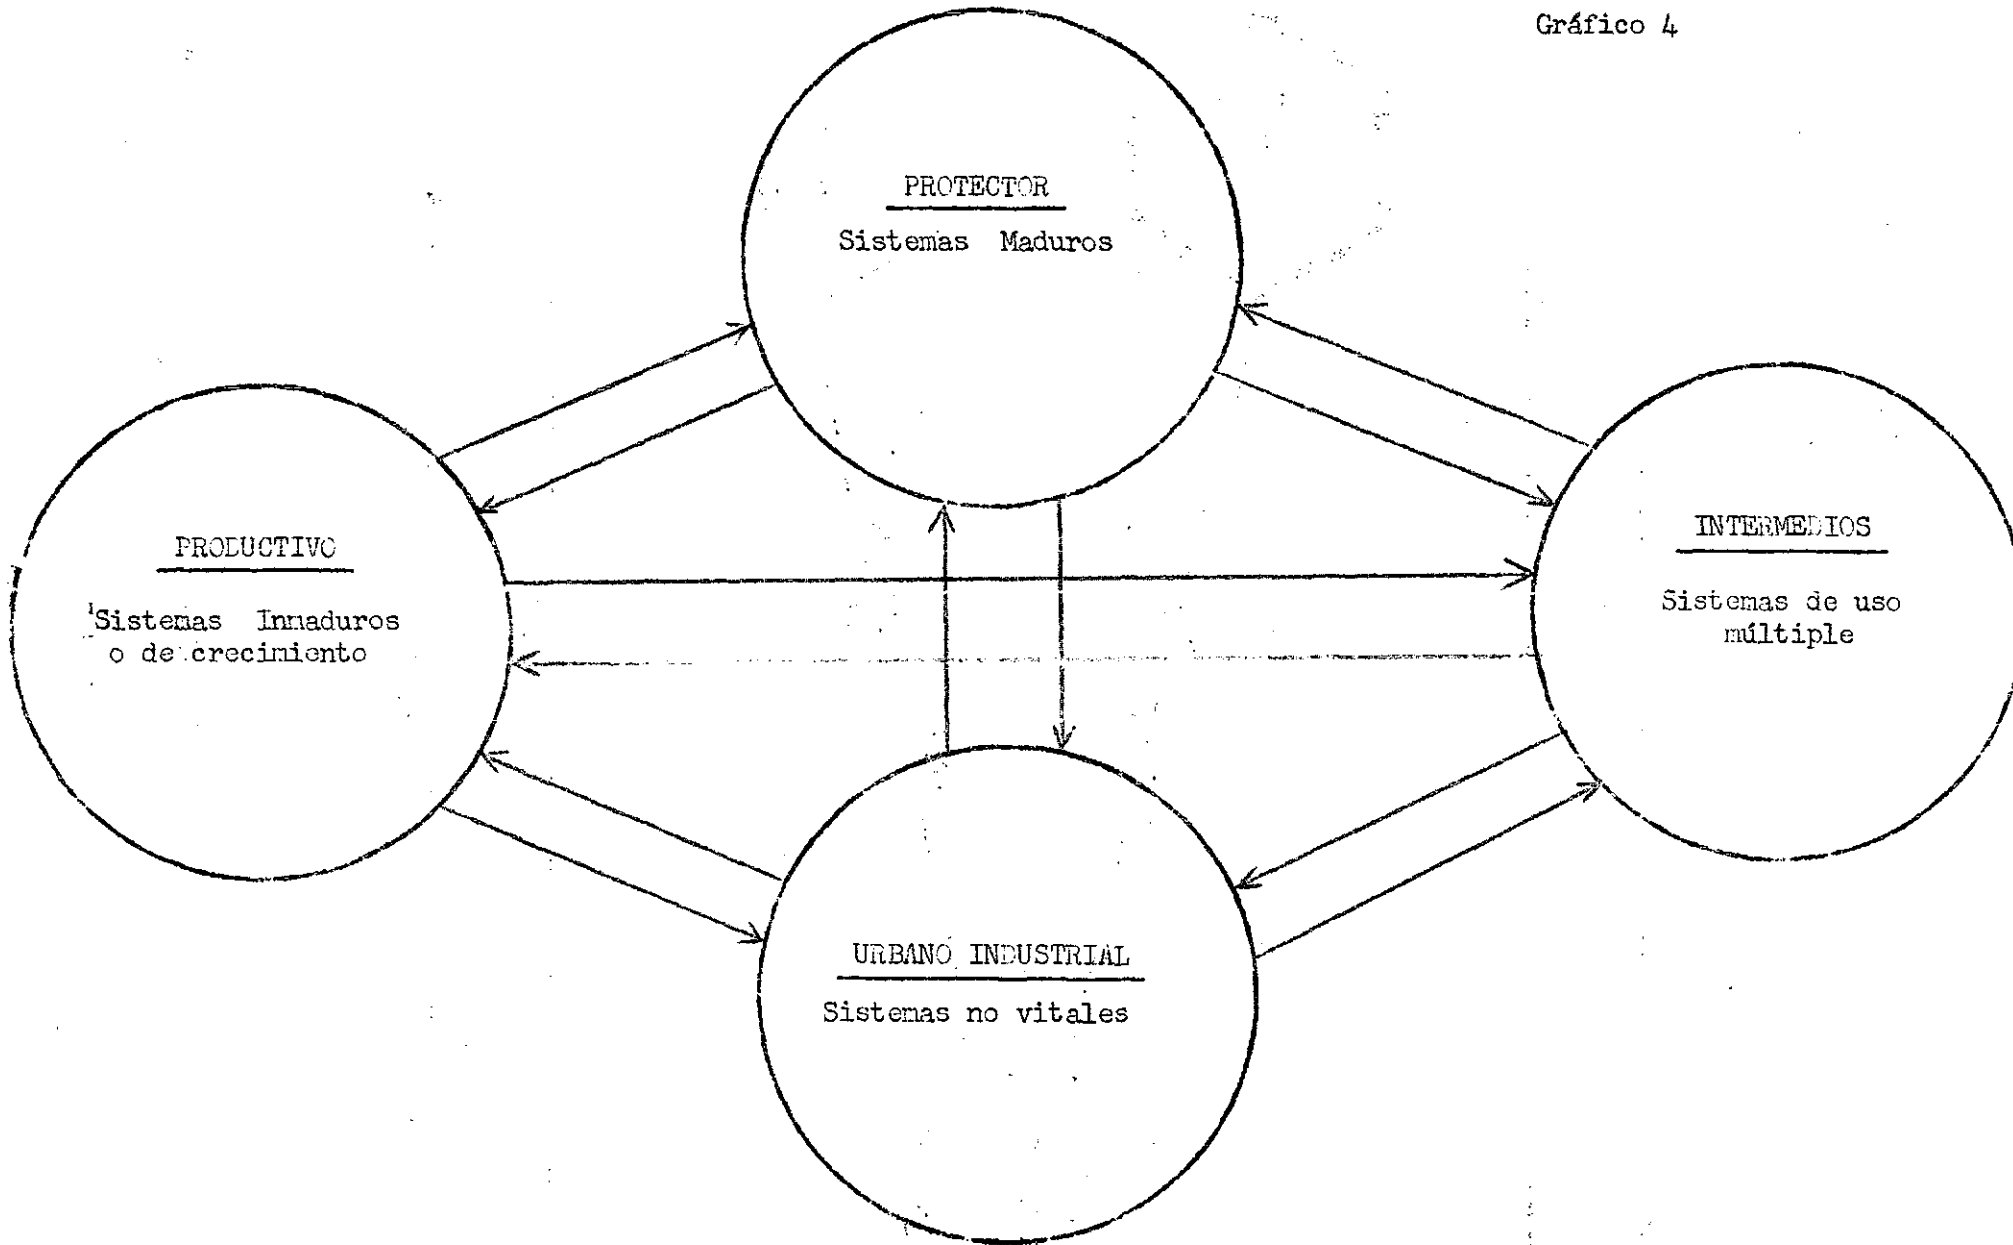 Gráfico 4
PROTECTOR
Sistemas Maduros
PRODUCTIVO
Sistemas Inmaduros
o de crecimiento
INTERMEDIOS
Sistemas de uso
múltiple
URBANO INDUSTRIAL
Sistemas no vitales